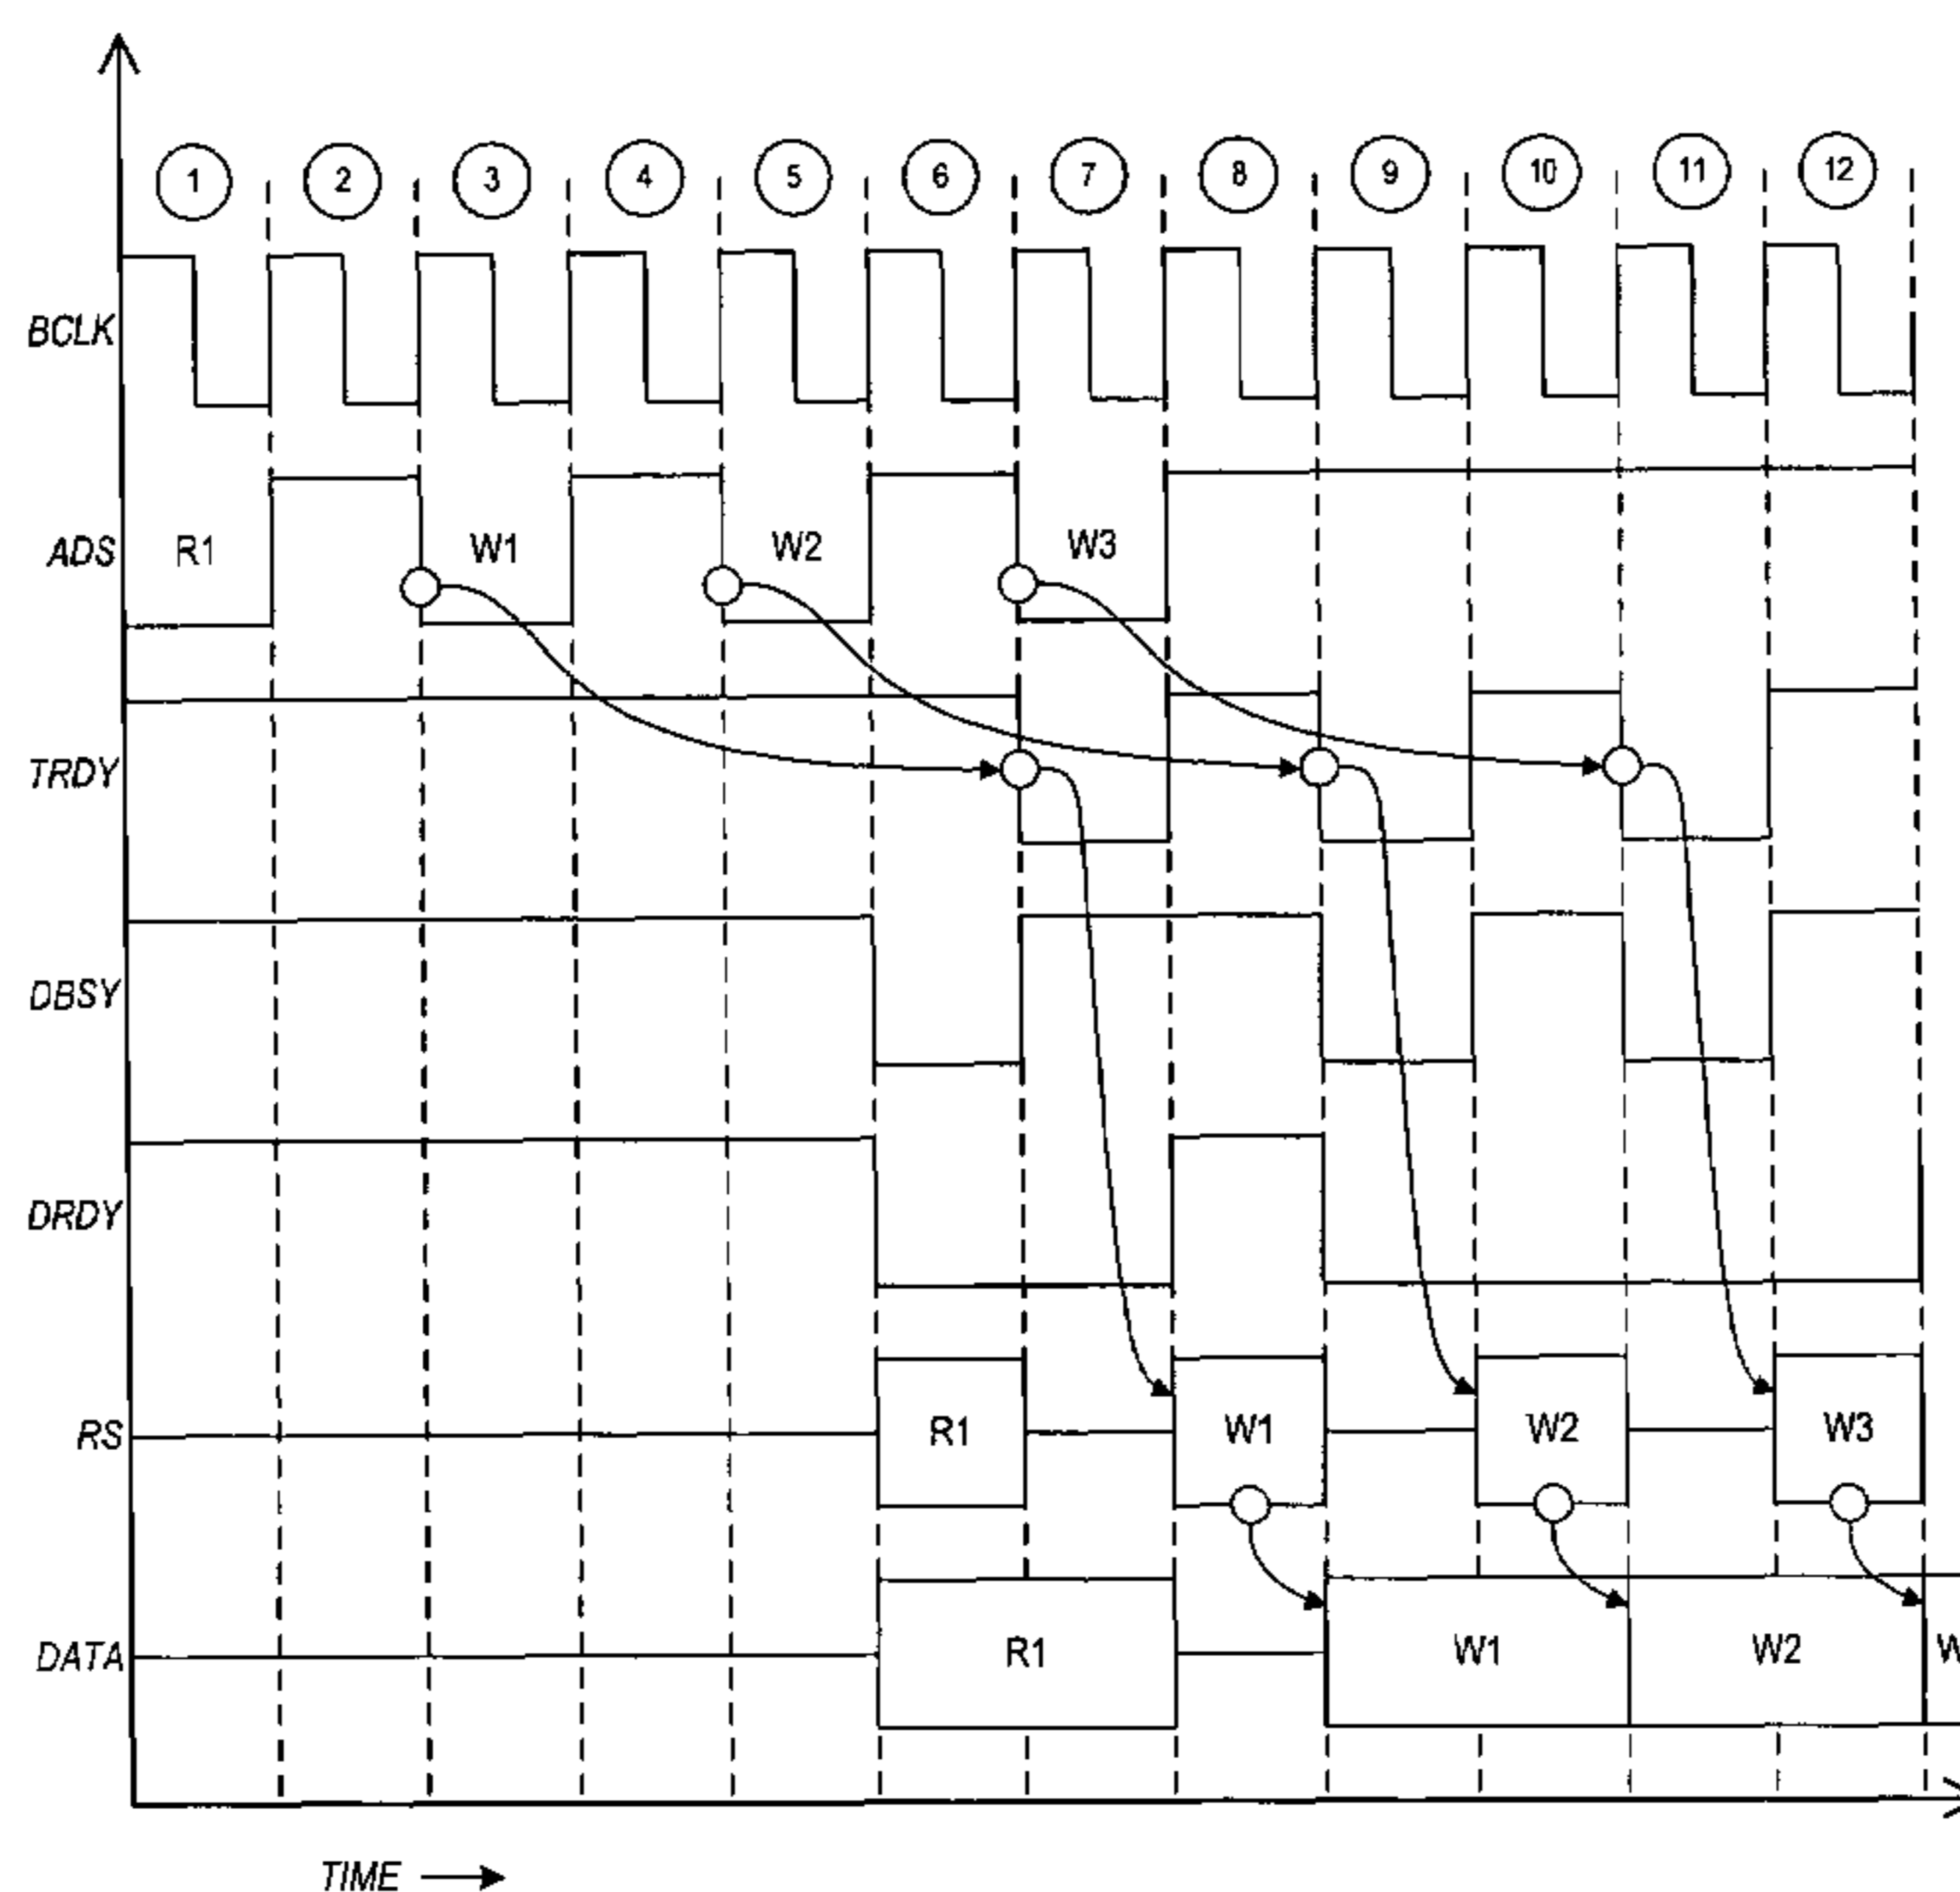 1 2 3 4 5 6 7 8 9 10 11 12
BCLK
ADS R1 W1 W2 W3
TRDY
DBSY
DRDY
RS R1 W1 W2 W3
DATA R1 W1 W2 W
TIME